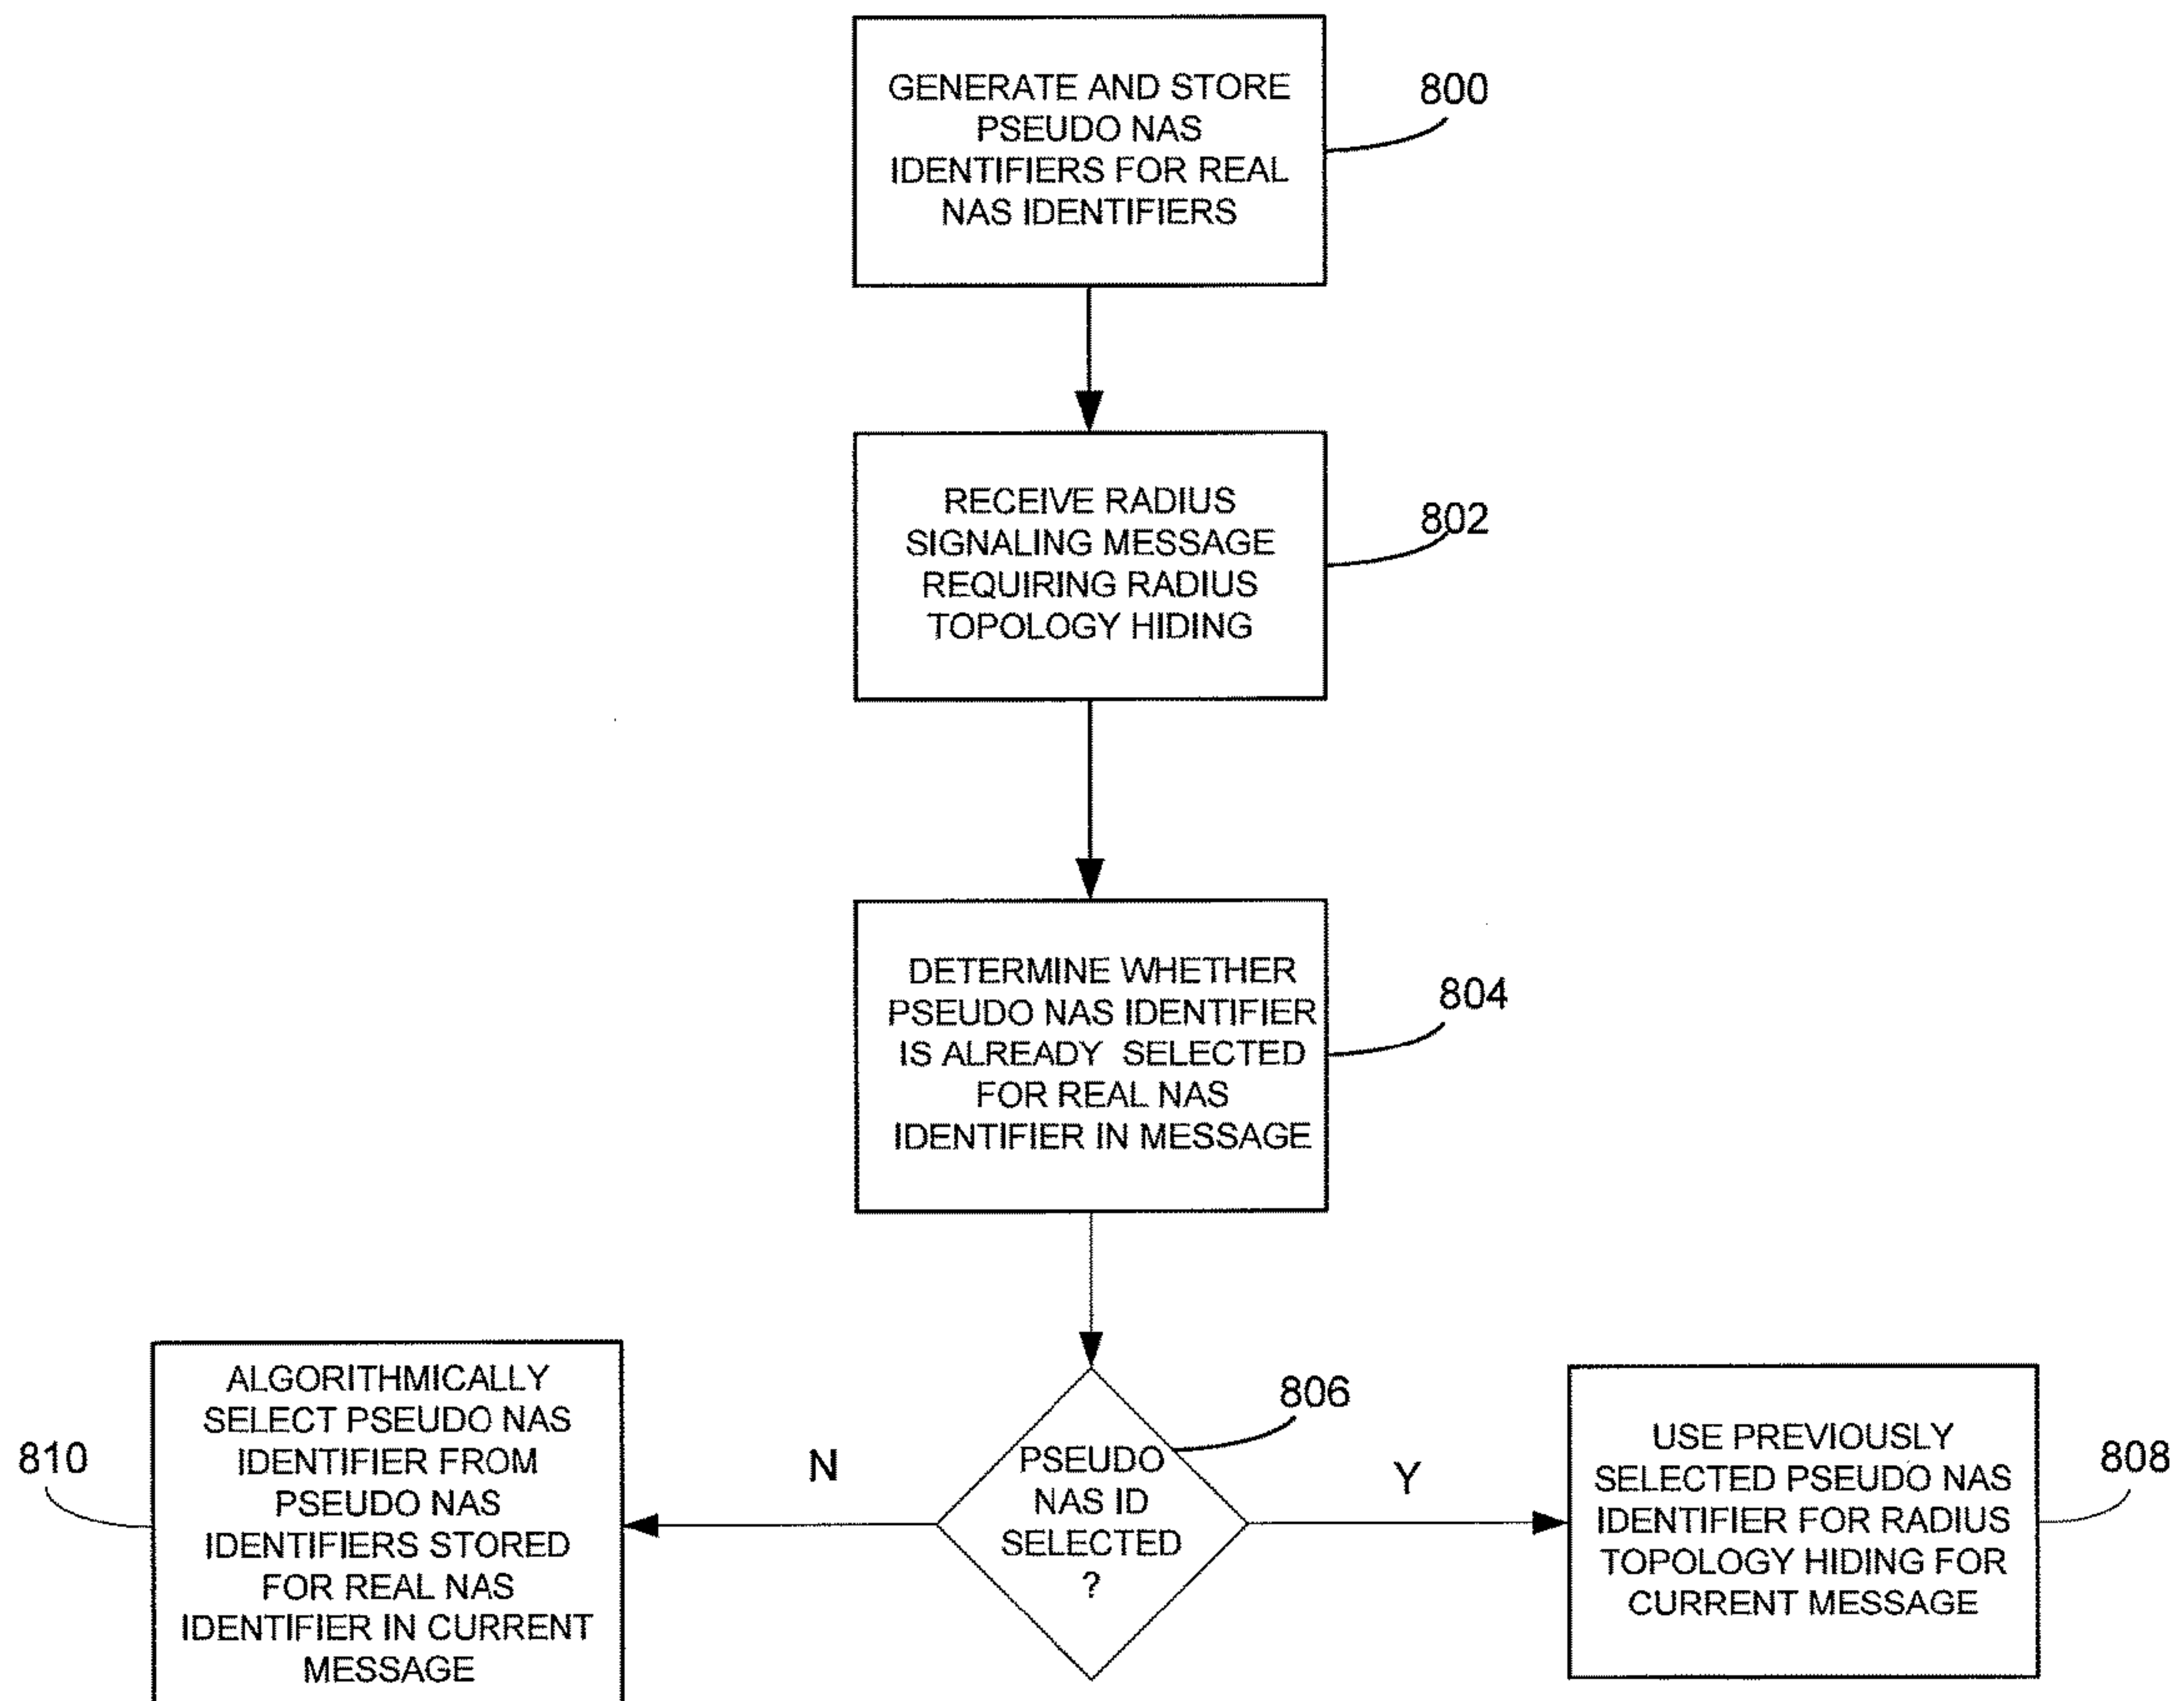 GENERATE AND STORE
PSEUDO NAS
IDENTIFIERS FOR REAL
NAS IDENTIFIERS
800
RECEIVE RADIUS
SIGNALING MESSAGE
REQUIRING RADIUS
TOPOLOGY HIDING
802
DETERMINE WHETHER
PSEUDO NAS IDENTIFIER
IS ALREADY SELECTED
FOR REAL NAS
IDENTIFIER IN MESSAGE
804
810
ALGORITHMICALLY
SELECT PSEUDO NAS
IDENTIFIER FROM
PSEUDO NAS
IDENTIFIERS STORED
FOR REAL NAS
IDENTIFIER IN CURRENT
MESSAGE
N
PSEUDO
NAS ID
SELECTED
?
806
Y
USE PREVIOUSLY
SELECTED PSEUDO NAS
IDENTIFIER FOR RADIUS
TOPOLOGY HIDING FOR
CURRENT MESSAGE
808